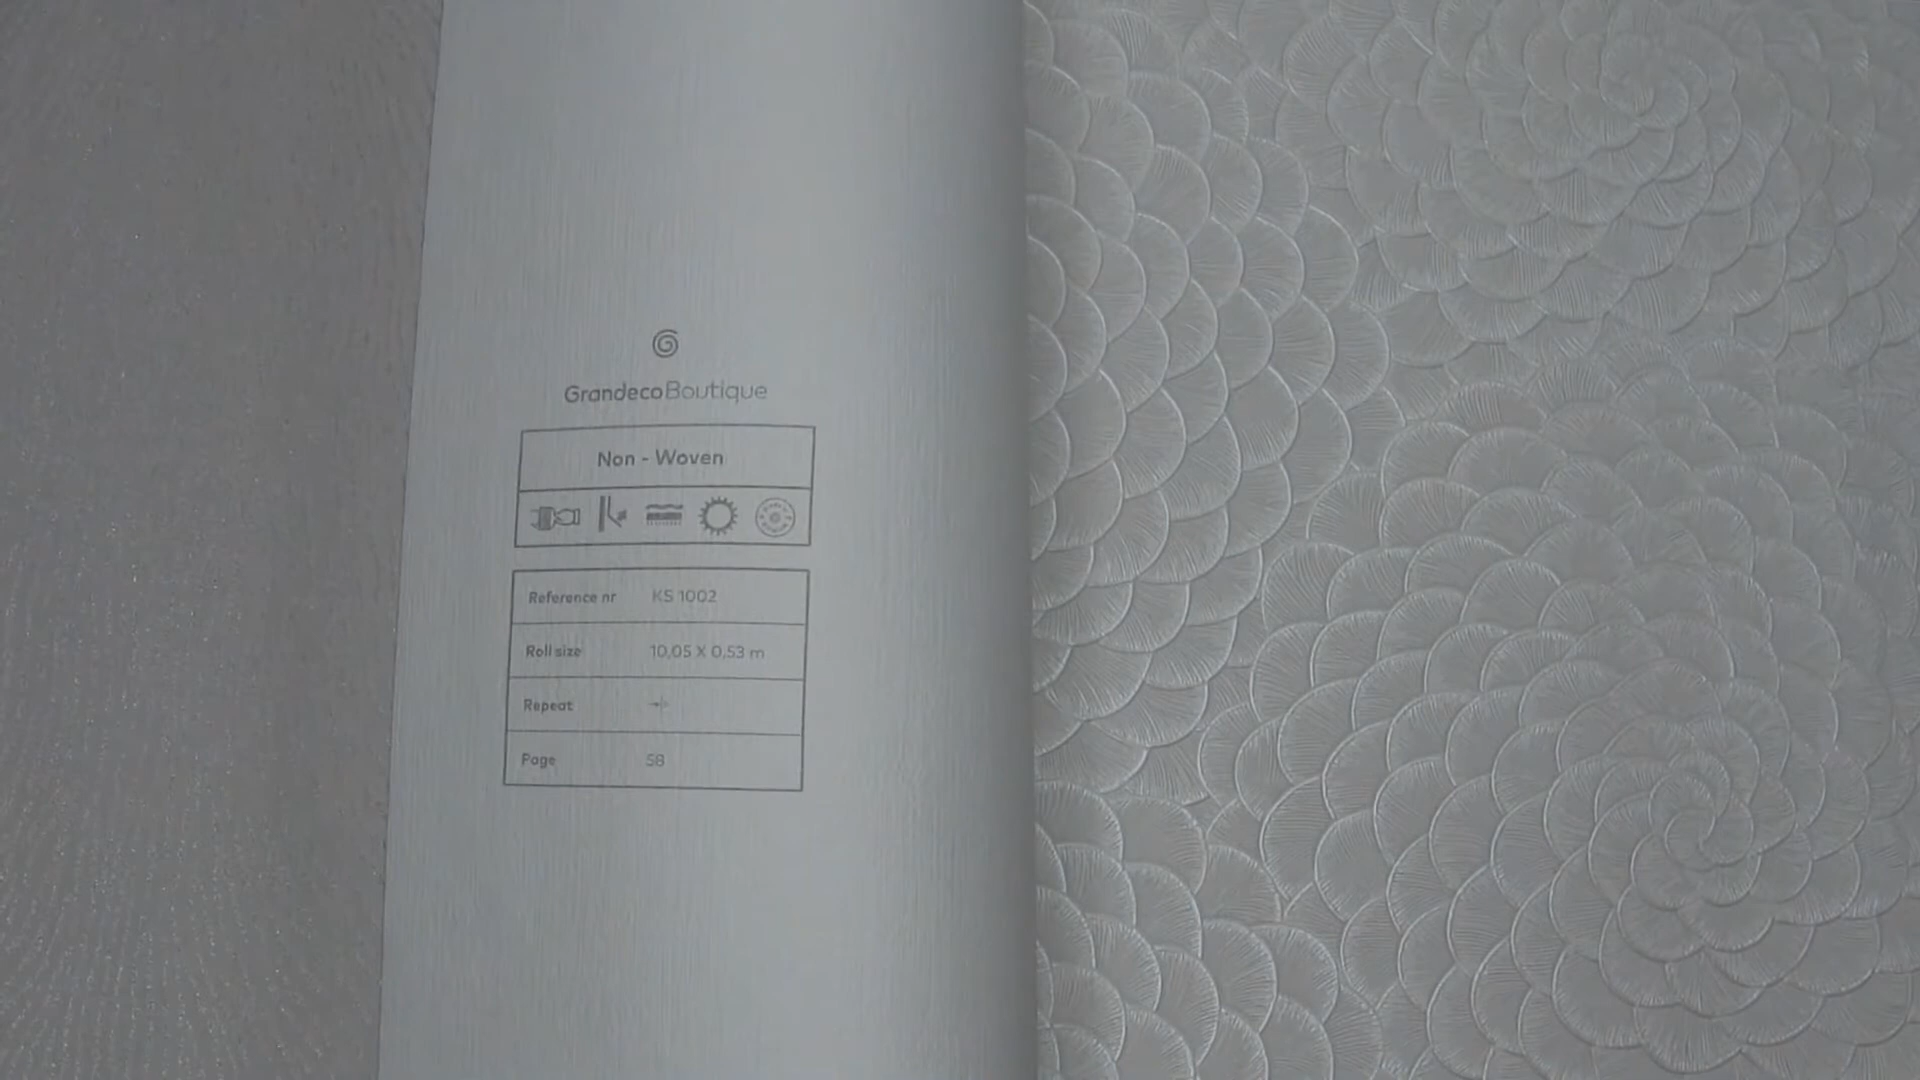 GrandecoBoutique
Non - Woven
Reference nr KS 1002
Roll size 10,05 X 0,53 m
Repeat
Page 58